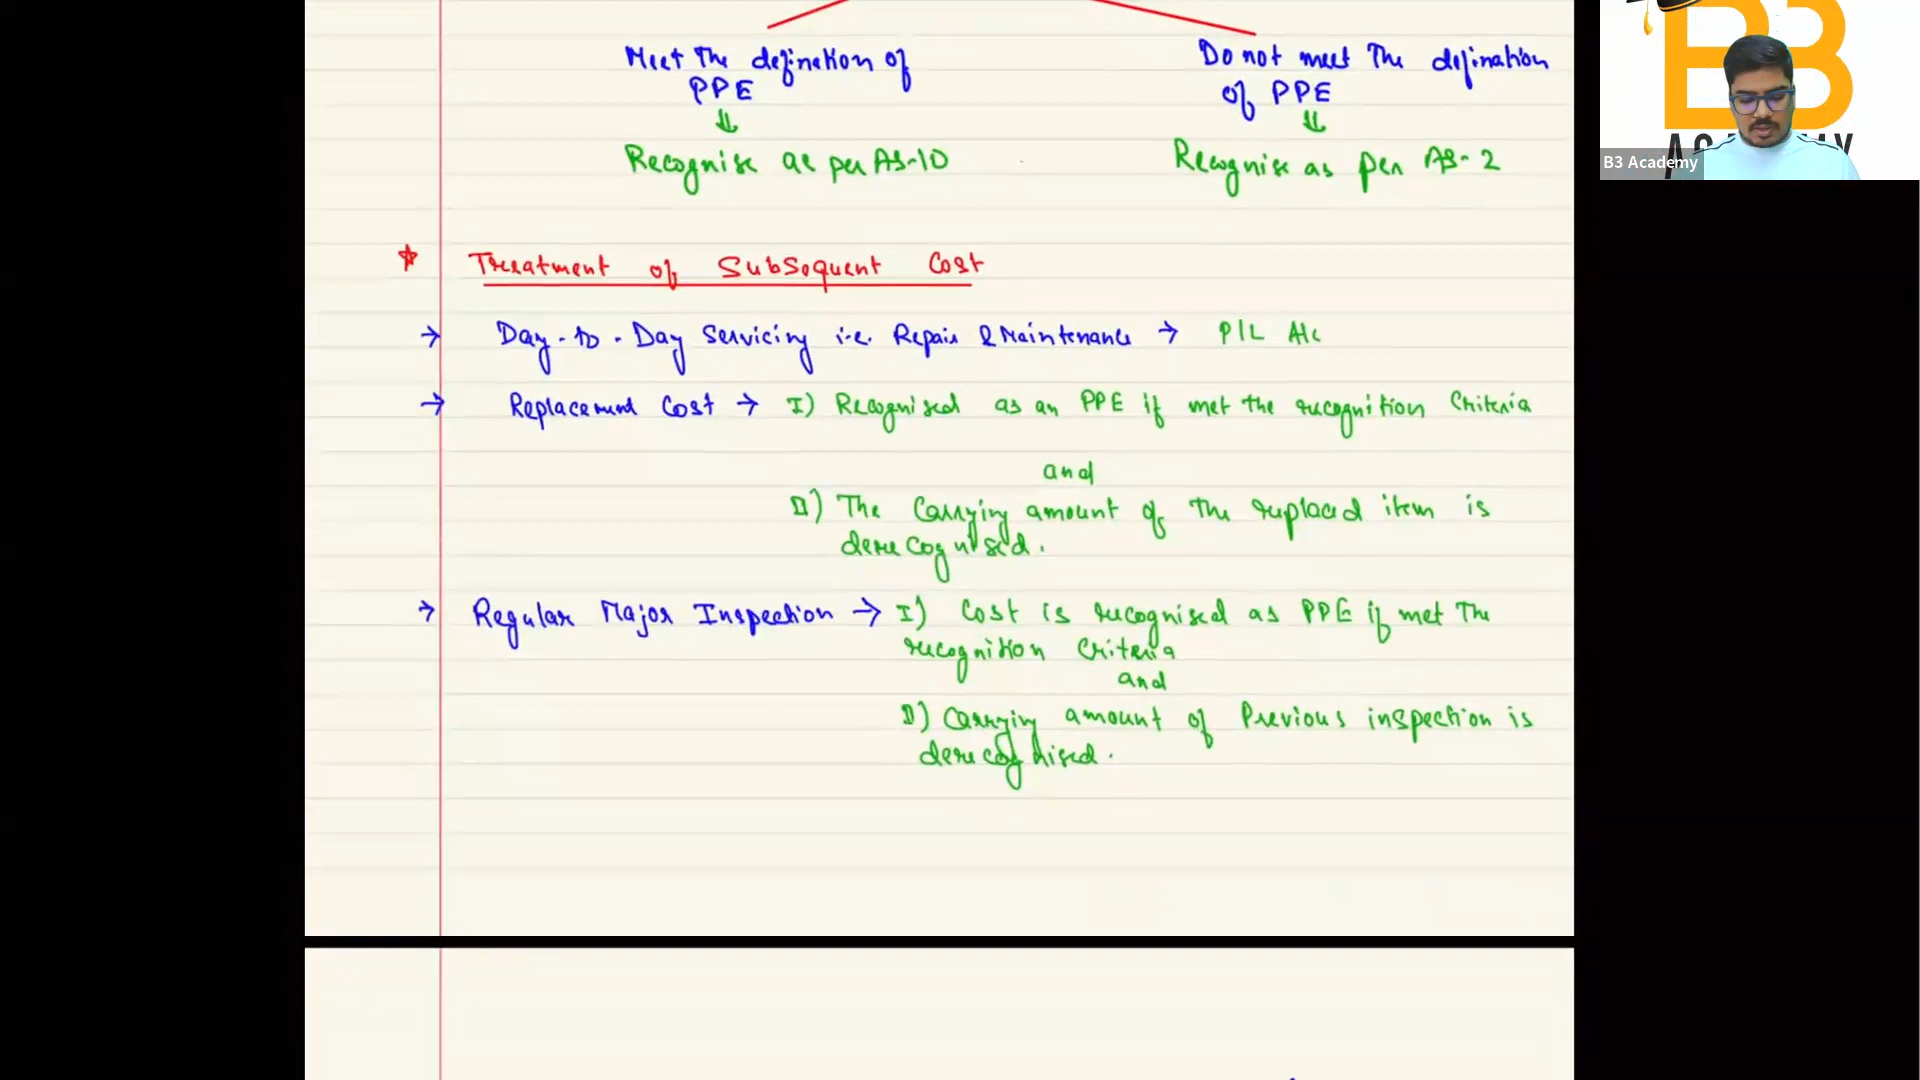 Meet The defination of
PPE
Recognise as per AS-10
Do not meet The defination
of PPE
Recognise as per AS-2
Treatment of Subsequent Cost
Day-to-Day Servicing i.e. Repair & Maintenance → P/L A/c
Replacement Cost → I) Recognised as an PPE if met the recognition Criteria
and
II) The Carrying amount of The replaced item is
derecognised.
Regular Major Inspection → I) Cost is recognised as PPE if met The
recognition Criteria
and
II) Carrying amount of Previous inspection is
derecognised.
B3
ACADEMY
B3 Academy